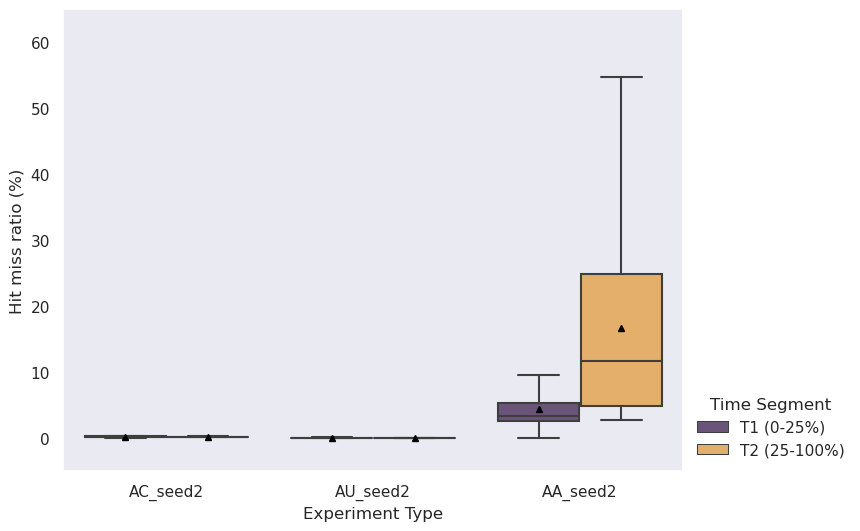 60
50
40
30
20
10
0
Hit miss ratio (%)
AC_seed2
AU_seed2
AA_seed2
Experiment Type
Time Segment
T1 (0-25%)
T2 (25-100%)